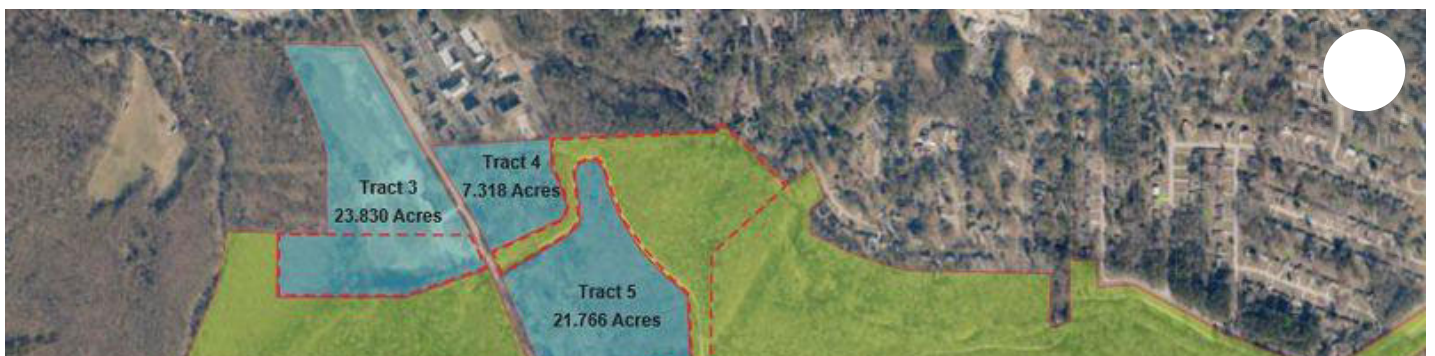 Tract 3
23.830 Acres
Tract 4
7.318 Acres
Tract 5
21.766 Acres